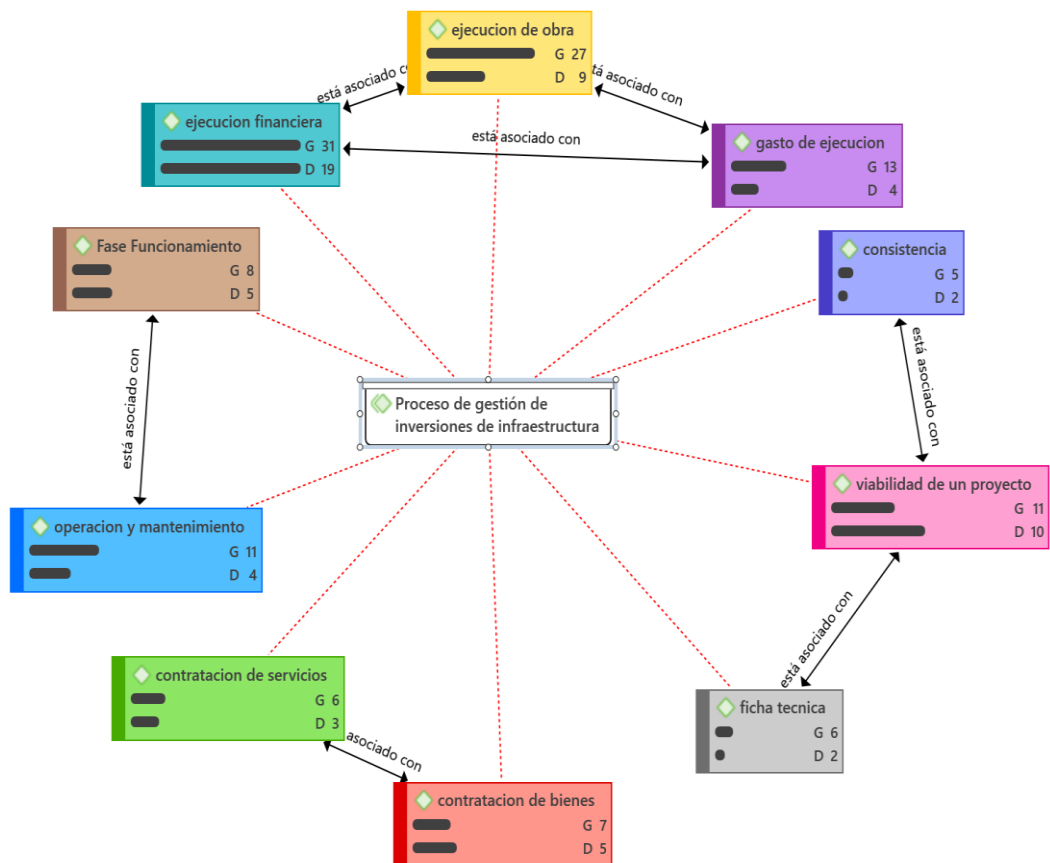 ejecucion de obra
G 27
D 9
está asociado co
tá asociado con
ejecucion financiera
G 31
D 19
está asociado con
gasto de ejecucion
G 13
D 4
Fase Funcionamiento
G 8
D 5
consistencia
G 5
D 2
está asociado con
está asociado con
Proceso de gestión de
inversiones de infraestructura
viabilidad de un proyecto
G 11
D 10
operacion y mantenimiento
G 11
D 4
está asociado con
contratacion de servicios
G 6
D 3
ficha tecnica
G 6
D 2
asociado con
contratacion de bienes
G 7
D 5